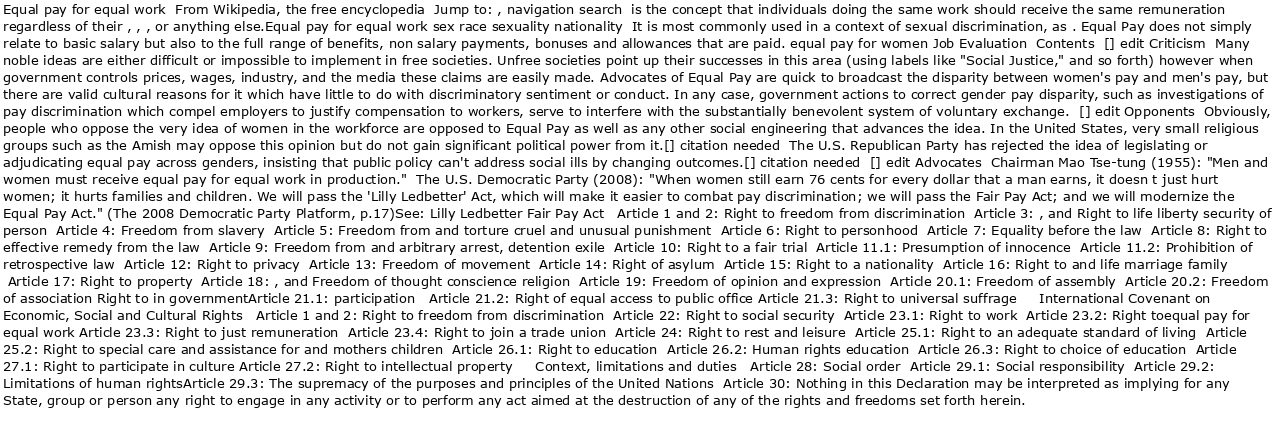 Equal pay for equal work  From Wikipedia, the free encyclopedia  Jump to: , navigation search  is the concept that individuals doing the same work should receive the same remuneration
regardless of their , , , or anything else.Equal pay for equal work sex race sexuality nationality  It is most commonly used in a context of sexual discrimination, as . Equal Pay does not simply
relate to basic salary but also to the full range of benefits, non salary payments, bonuses and allowances that are paid. equal pay for women Job Evaluation  Contents  [] edit Criticism  Many
noble ideas are either difficult or impossible to implement in free societies. Unfree societies point up their successes in this area (using labels like "Social Justice," and so forth) however when
government controls prices, wages, industry, and the media these claims are easily made. Advocates of Equal Pay are quick to broadcast the disparity between women's pay and men's pay, but
there are valid cultural reasons for it which have little to do with discriminatory sentiment or conduct. In any case, government actions to correct gender pay disparity, such as investigations of
pay discrimination which compel employers to justify compensation to workers, serve to interfere with the substantially benevolent system of voluntary exchange.  [] edit Opponents  Obviously,
people who oppose the very idea of women in the workforce are opposed to Equal Pay as well as any other social engineering that advances the idea. In the United States, very small religious
groups such as the Amish may oppose this opinion but do not gain significant political power from it.[] citation needed  The U.S. Republican Party has rejected the idea of legislating or
adjudicating equal pay across genders, insisting that public policy can't address social ills by changing outcomes.[] citation needed  [] edit Advocates  Chairman Mao Tse-tung (1955): "Men and
women must receive equal pay for equal work in production."  The U.S. Democratic Party (2008): "When women still earn 76 cents for every dollar that a man earns, it doesn t just hurt
women; it hurts families and children. We will pass the 'Lilly Ledbetter' Act, which will make it easier to combat pay discrimination; we will pass the Fair Pay Act; and we will modernize the
Equal Pay Act." (The 2008 Democratic Party Platform, p.17)See: Lilly Ledbetter Fair Pay Act   Article 1 and 2: Right to freedom from discrimination  Article 3: , and Right to life liberty security of
person  Article 4: Freedom from slavery  Article 5: Freedom from and torture cruel and unusual punishment  Article 6: Right to personhood  Article 7: Equality before the law  Article 8: Right to
effective remedy from the law  Article 9: Freedom from and arbitrary arrest, detention exile  Article 10: Right to a fair trial  Article 11.1: Presumption of innocence  Article 11.2: Prohibition of
retrospective law  Article 12: Right to privacy  Article 13: Freedom of movement  Article 14: Right of asylum  Article 15: Right to a nationality  Article 16: Right to and life marriage family
Article 17: Right to property  Article 18: , and Freedom of thought conscience religion  Article 19: Freedom of opinion and expression  Article 20.1: Freedom of assembly  Article 20.2: Freedom
of association Right to in governmentArticle 21.1: participation   Article 21.2: Right of equal access to public office Article 21.3: Right to universal suffrage     International Covenant on
Economic, Social and Cultural Rights   Article 1 and 2: Right to freedom from discrimination  Article 22: Right to social security  Article 23.1: Right to work  Article 23.2: Right toequal pay for
equal work Article 23.3: Right to just remuneration  Article 23.4: Right to join a trade union  Article 24: Right to rest and leisure  Article 25.1: Right to an adequate standard of living  Article
25.2: Right to special care and assistance for and mothers children  Article 26.1: Right to education  Article 26.2: Human rights education  Article 26.3: Right to choice of education  Article
27.1: Right to participate in culture Article 27.2: Right to intellectual property     Context, limitations and duties   Article 28: Social order  Article 29.1: Social responsibility  Article 29.2:
Limitations of human rightsArticle 29.3: The supremacy of the purposes and principles of the United Nations  Article 30: Nothing in this Declaration may be interpreted as implying for any
State, group or person any right to engage in any activity or to perform any act aimed at the destruction of any of the rights and freedoms set forth herein.